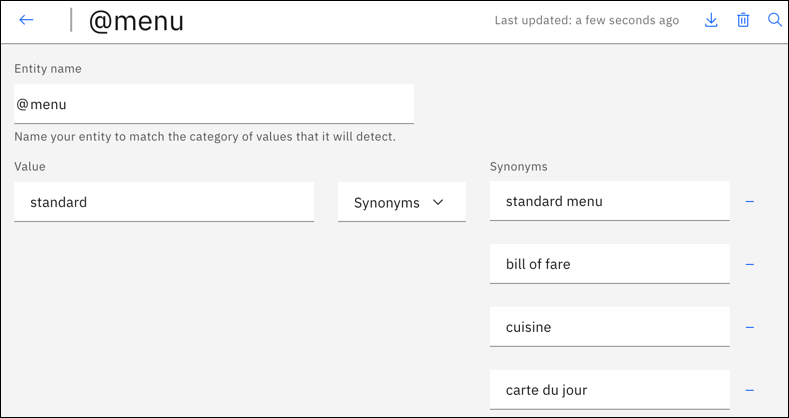 @menu
Last updated: a few seconds ago
Entity name
@menu
Name your entity to match the category of values that it will detect.
Value
Synonyms
standard
Synonyms
standard menu
bill of fare
cuisine
carte du jour